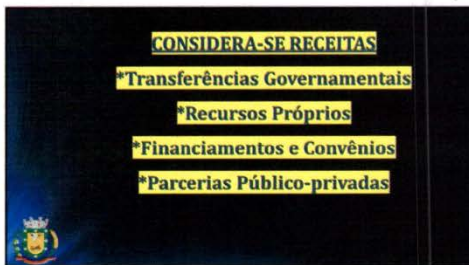 CONSIDERA-SE RECEITAS
*Transferências Governamentais
*Recursos Próprios
*Financiamentos e Convênios
*Parcerias Público-privadas